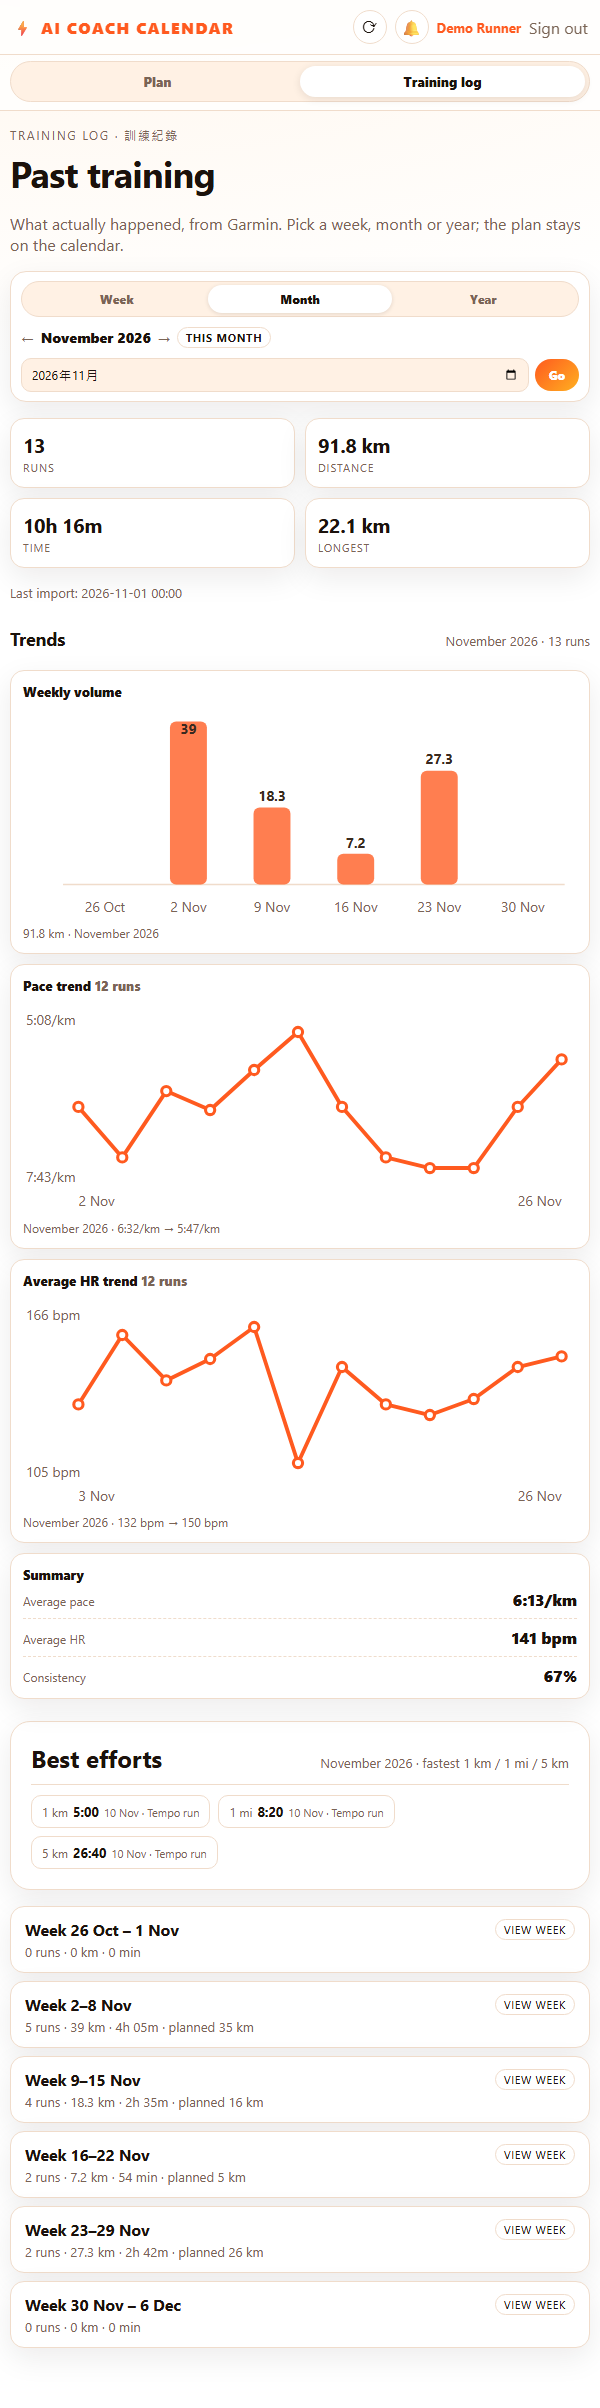 AI COACH CALENDAR
Demo Runner
Sign out
Plan
Training log
TRAINING LOG · 訓練紀錄
Past training
What actually happened, from Garmin. Pick a week, month or year; the plan stays
on the calendar.
Week
Month
Year
← November 2026 →
THIS MONTH
2026年11月
Go
13
RUNS
91.8 km
DISTANCE
10h 16m
TIME
22.1 km
LONGEST
Last import: 2026-11-01 00:00
Trends
November 2026 · 13 runs
Weekly volume
39
18.3
7.2
27.3
26 Oct
2 Nov
9 Nov
16 Nov
23 Nov
30 Nov
91.8 km · November 2026
Pace trend 12 runs
5:08/km
7:43/km
2 Nov
26 Nov
November 2026 · 6:32/km → 5:47/km
Average HR trend 12 runs
166 bpm
105 bpm
3 Nov
26 Nov
November 2026 · 132 bpm → 150 bpm
Summary
Average pace
6:13/km
Average HR
141 bpm
Consistency
67%
Best efforts
November 2026 · fastest 1 km / 1 mi / 5 km
1 km 5:00 10 Nov · Tempo run
1 mi 8:20 10 Nov · Tempo run
5 km 26:40 10 Nov · Tempo run
Week 26 Oct – 1 Nov
VIEW WEEK
0 runs · 0 km · 0 min
Week 2–8 Nov
VIEW WEEK
5 runs · 39 km · 4h 05m · planned 35 km
Week 9–15 Nov
VIEW WEEK
4 runs · 18.3 km · 2h 35m · planned 16 km
Week 16–22 Nov
VIEW WEEK
2 runs · 7.2 km · 54 min · planned 5 km
Week 23–29 Nov
VIEW WEEK
2 runs · 27.3 km · 2h 42m · planned 26 km
Week 30 Nov – 6 Dec
VIEW WEEK
0 runs · 0 km · 0 min